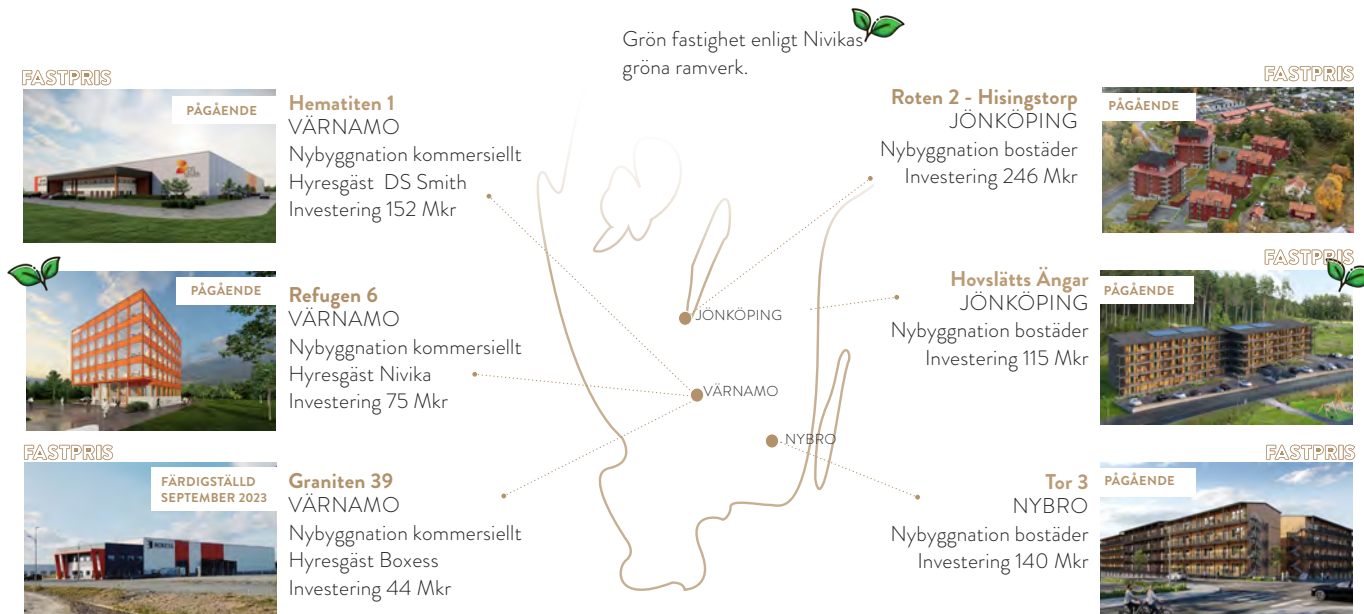 Grön fastighet enligt Nivikas
gröna ramverk.
FASTPRIS
PÅGÅENDE
Hematiten 1
VÄRNAMO
Nybyggnation kommersiellt
Hyresgäst DS Smith
Investering 152 Mkr
PÅGÅENDE
Refugen 6
VÄRNAMO
Nybyggnation kommersiellt
Hyresgäst Nivika
Investering 75 Mkr
FASTPRIS
FÄRDIGSTÄLLD
SEPTEMBER 2023
BOXESS
Graniten 39
VÄRNAMO
Nybyggnation kommersiellt
Hyresgäst Boxess
Investering 44 Mkr
JÖNKÖPING
VÄRNAMO
NYBRO
FASTPRIS
Roten 2 - Hisingstorp
JÖNKÖPING
Nybyggnation bostäder
Investering 246 Mkr
PÅGÅENDE
FASTPRIS
Hovslätts Ängar
JÖNKÖPING
Nybyggnation bostäder
Investering 115 Mkr
PÅGÅENDE
FASTPRIS
Tor 3
NYBRO
Nybyggnation bostäder
Investering 140 Mkr
PÅGÅENDE